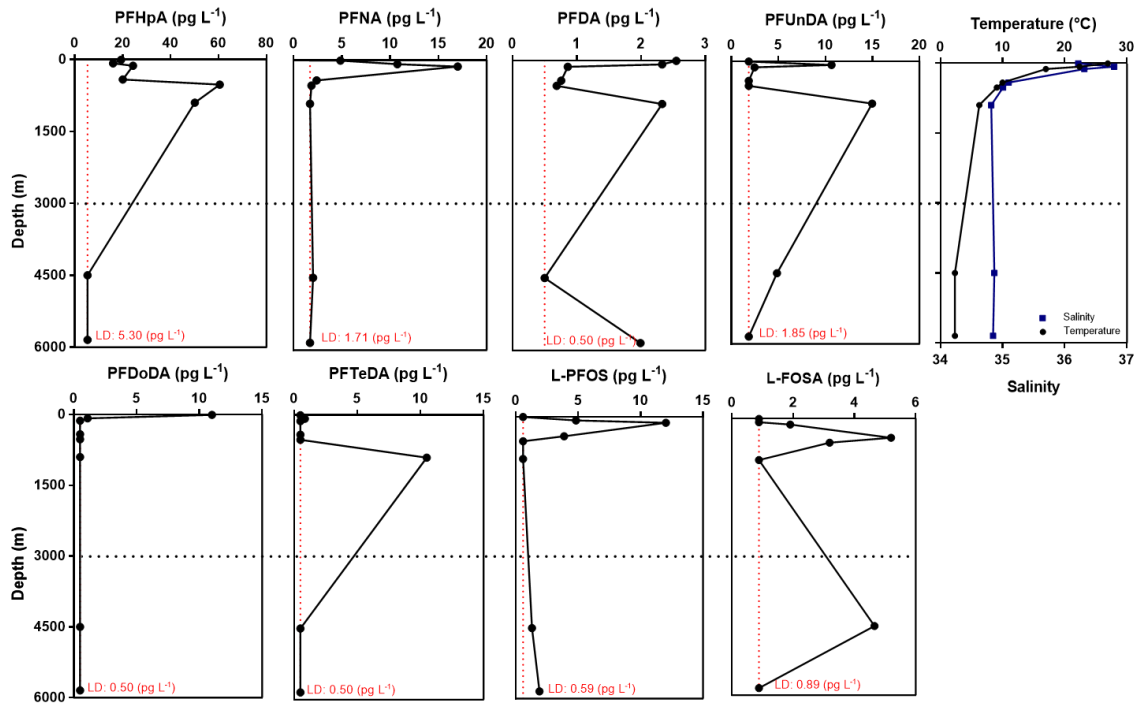 PFHpA (pg L⁻¹)
0 20 40 60 80
PFNA (pg L⁻¹)
0 5 10 15 20
PFDA (pg L⁻¹)
0 1 2 3
PFUnDA (pg L⁻¹)
0 5 10 15 20
Temperature (°C)
0 10 20 30
Depth (m)
0
1500
3000
4500
6000
LD: 5.30 (pg L⁻¹)
LD: 1.71 (pg L⁻¹)
LD: 0.50 (pg L⁻¹)
LD: 1.85 (pg L⁻¹)
Salinity
Temperature
34 35 36 37
Salinity
PFDoDA (pg L⁻¹)
0 5 10 15
PFTeDA (pg L⁻¹)
0 5 10 15
L-PFOS (pg L⁻¹)
0 5 10 15
L-FOSA (pg L⁻¹)
0 2 4 6
Depth (m)
0
1500
3000
4500
6000
LD: 0.50 (pg L⁻¹)
LD: 0.50 (pg L⁻¹)
LD: 0.59 (pg L⁻¹)
LD: 0.89 (pg L⁻¹)